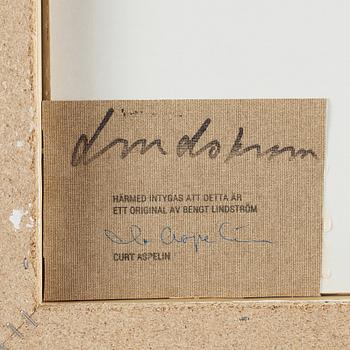 Lindström
HÄRMED INTYGAS ATT DETTA ÄR
ETT ORIGINAL AV BENGT LINDSTRÖM
CURT ASPELIN